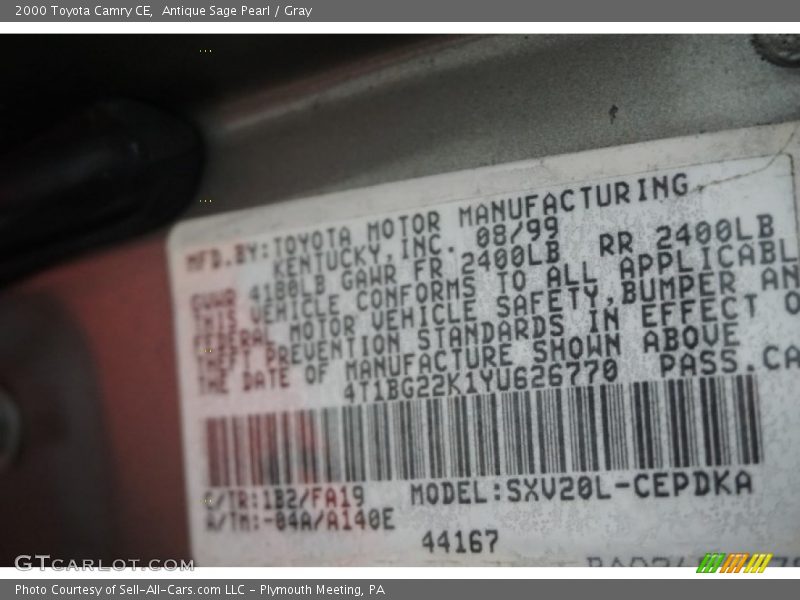 2000 Toyota Camry CE,  Antique Sage Pearl / Gray
MFD.BY:TOYOTA MOTOR MANUFACTURING
KENTUCKY,INC. 08/99
GVWR 4180LB GAWR FR 2400LB RR 2400LB
THIS VEHICLE CONFORMS TO ALL APPLICABL
FEDERAL MOTOR VEHICLE SAFETY,BUMPER AN
THEFT PREVENTION STANDARDS IN EFFECT O
THE DATE OF MANUFACTURE SHOWN ABOVE
4T1BG22K1YU626770 PASS.CA
C/TR:1B2/FA19 MODEL:SXV20L-CEPDKA
A/TM:-04A/A140E
44167
GTCARLOT.COM
Photo Courtesy of Sell-All-Cars.com LLC - Plymouth Meeting, PA